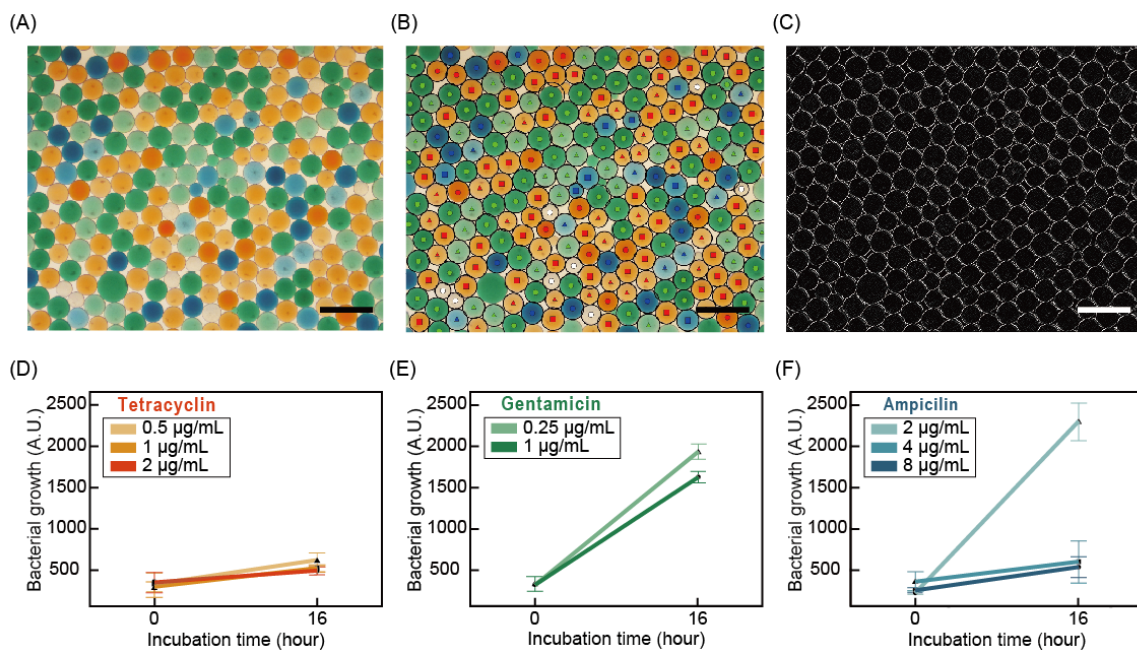 (A)
(B)
(C)
(D)
Tetracyclin
0.5 µg/mL
1 µg/mL
2 µg/mL
2500
2000
1500
1000
500
Bacterial growth (A.U.)
0
16
Incubation time (hour)
(E)
Gentamicin
0.25 µg/mL
1 µg/mL
2500
2000
1500
1000
500
Bacterial growth (A.U.)
0
16
Incubation time (hour)
(F)
Ampicilin
2 µg/mL
4 µg/mL
8 µg/mL
2500
2000
1500
1000
500
Bacterial growth (A.U.)
0
16
Incubation time (hour)